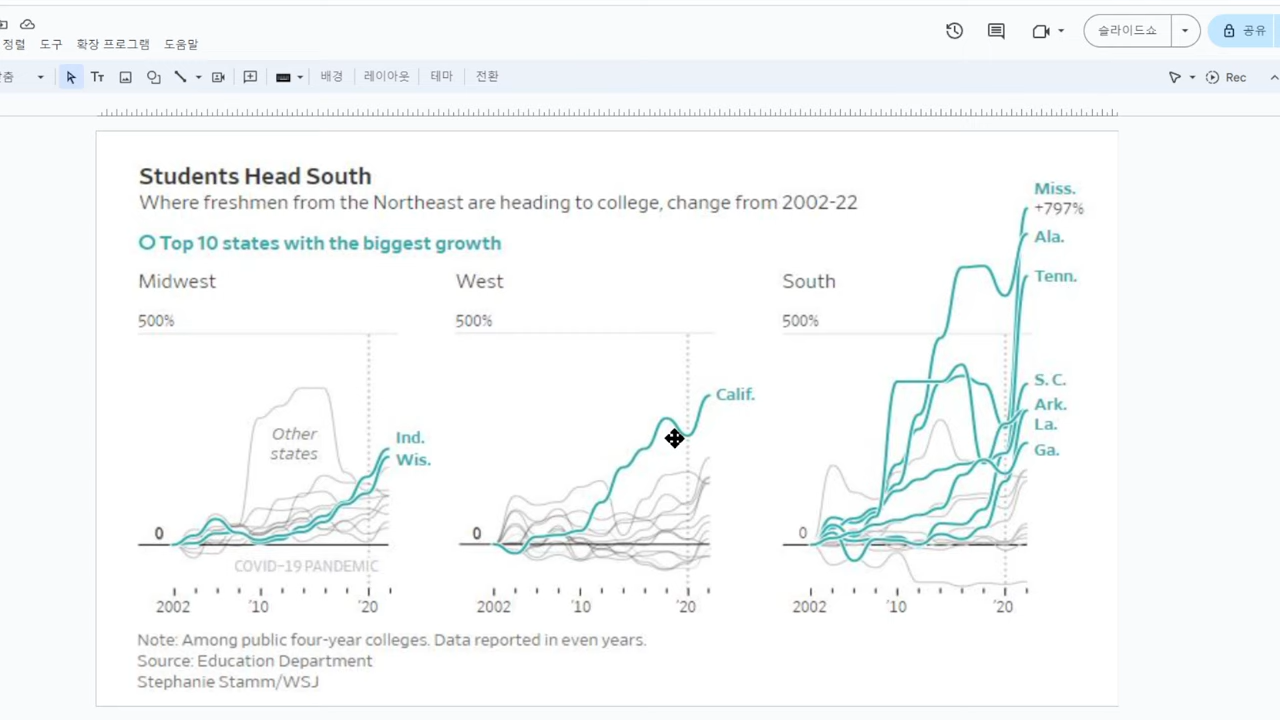 정렬 도구 확장 프로그램 도움말
슬라이드쇼
공유
춤
Tт
배경 레이아웃 테마 전환
Rec
Students Head South
Where freshmen from the Northeast are heading to college, change from 2002-22
Top 10 states with the biggest growth
Midwest
500%
Other
states
Ind.
Wis.
0
COVID-19 PANDEMIC
2002 '10 '20
West
500%
Calif.
0
2002 '10 '20
South
500%
Miss.
+797%
Ala.
Tenn.
S. C.
Ark.
La.
Ga.
0
2002 '10 '20
Note: Among public four-year colleges. Data reported in even years.
Source: Education Department
Stephanie Stamm/WSJ